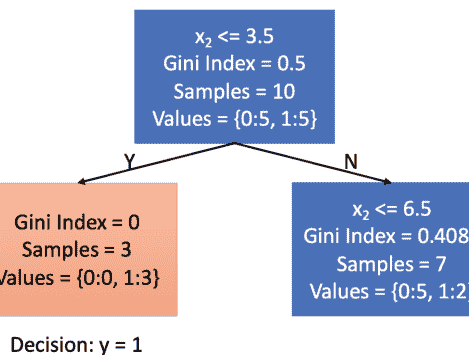 x₂ <= 3.5
Gini Index = 0.5
Samples = 10
Values = {0:5, 1:5}
Y
N
Gini Index = 0
Samples = 3
Values = {0:0, 1:3}
x₂ <= 6.5
Gini Index = 0.408
Samples = 7
Values = {0:5, 1:2}
Decision: y = 1